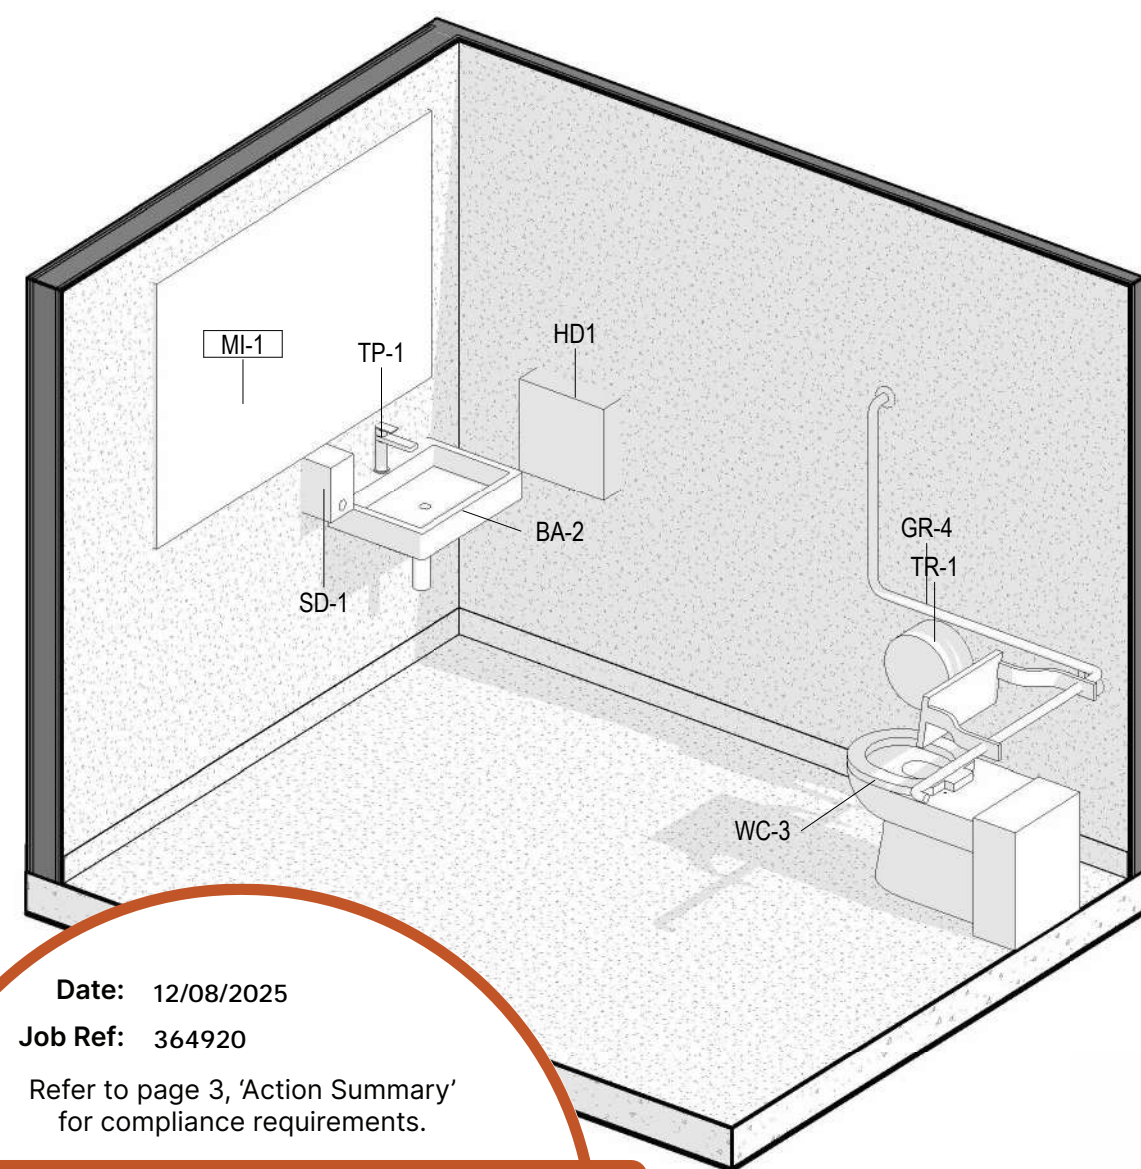 MI-1
TP-1
HD1
BA-2
SD-1
GR-4
TR-1
WC-3
Date: 12/08/2025
Job Ref: 364920
Refer to page 3, ‘Action Summary’
for compliance requirements.